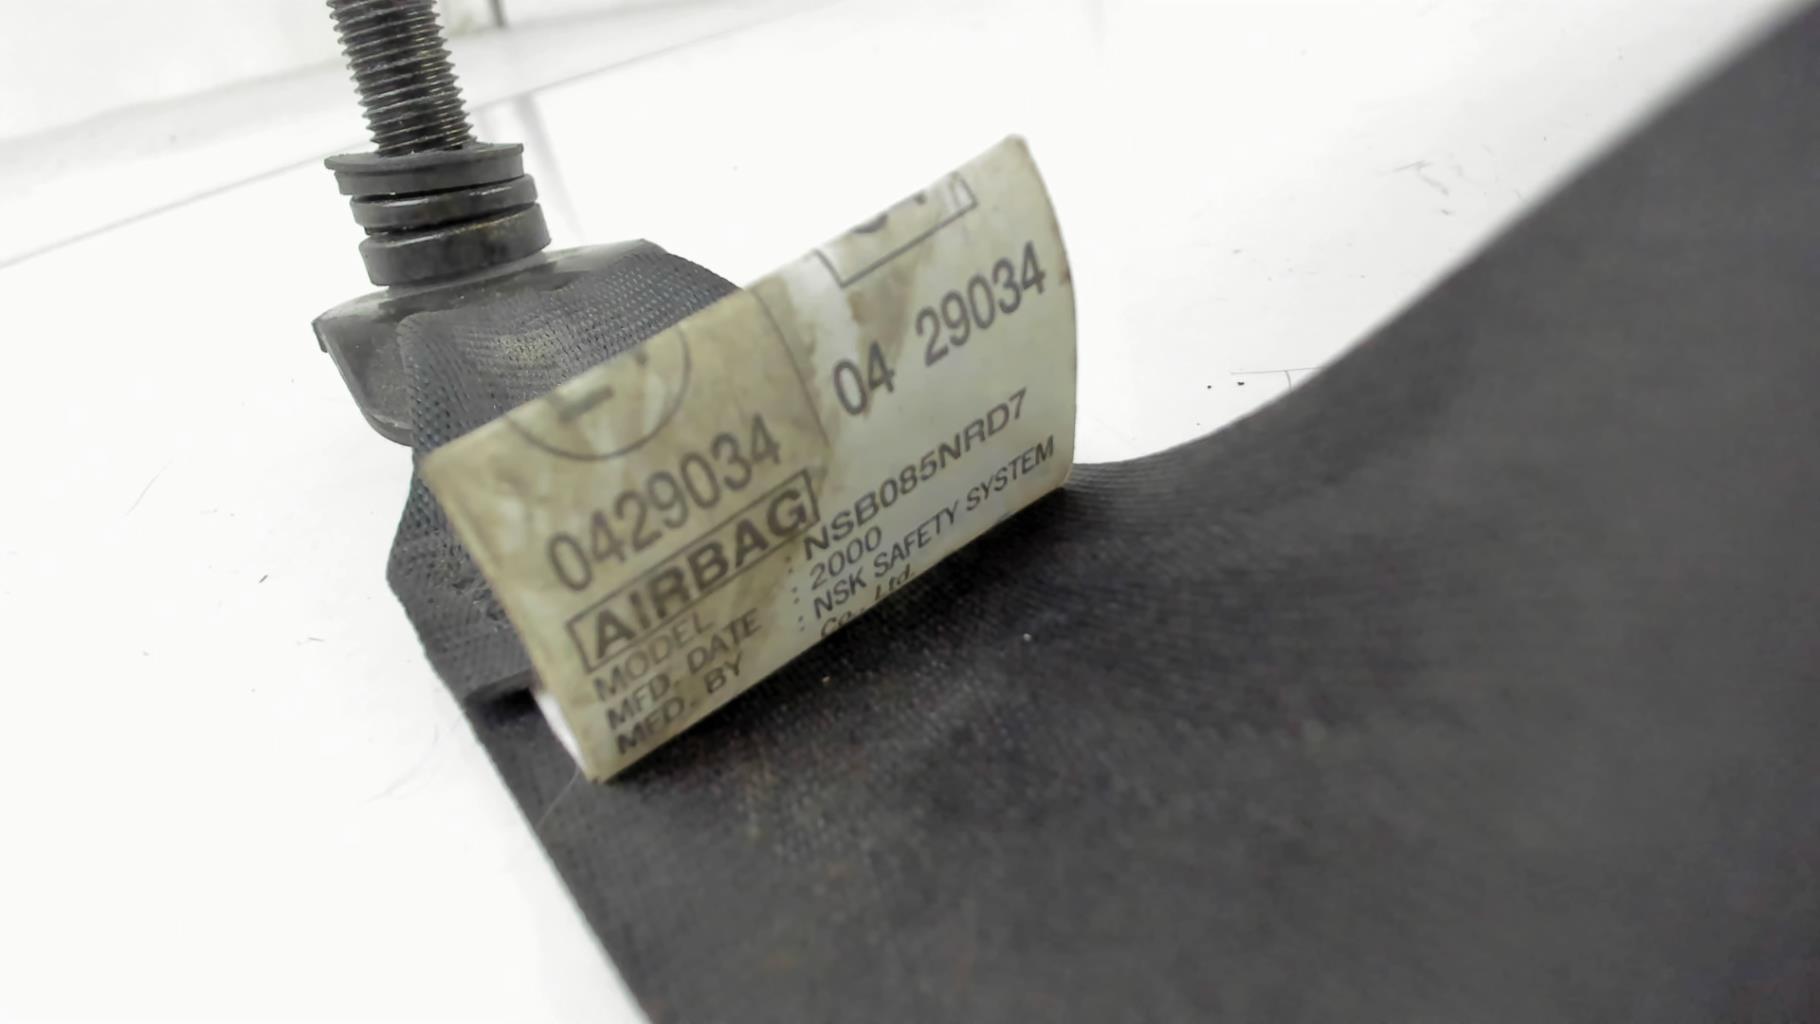 0429034
04 29034
AIRBAG
MODEL : NSB085NRD7
MFD. DATE : 2000
MFD. BY : NSK SAFETY SYSTEM
Co., Ltd.